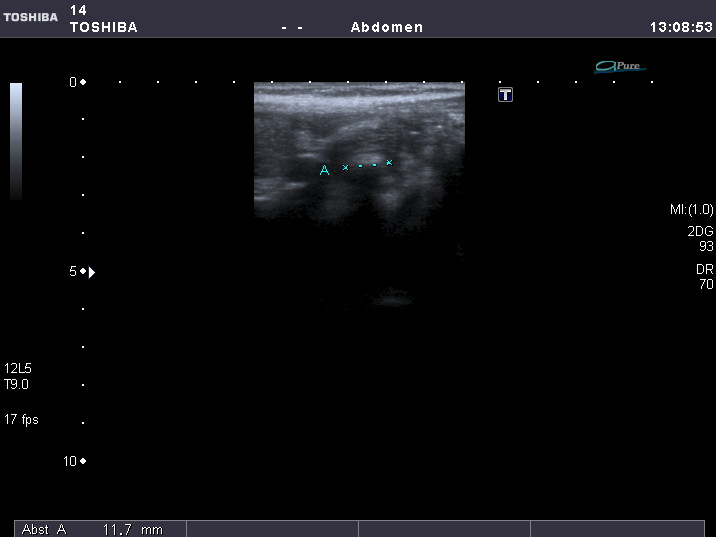 TOSHIBA
14
TOSHIBA - - Abdomen 13:08:53
aPure
0
T
A
MI:(1.0)
2DG
93
DR
70
5
12L5
T9.0
17 fps
10
Abst A 11.7 mm